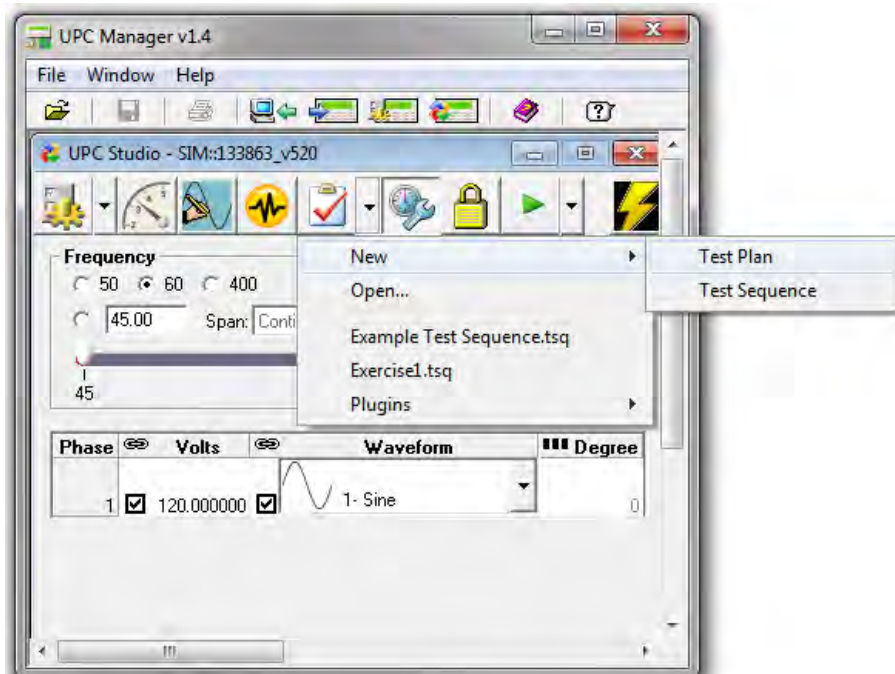 UPC Manager v1.4
File Window Help
UPC Studio - SIM::133863_v520
Frequency
50 60 400
45.00 Span: Conti
45
New
Open...
Example Test Sequence.tsq
Exercise1.tsq
Plugins
Test Plan
Test Sequence
Phase Volts Waveform Degree
1 120.000000 1- Sine 0